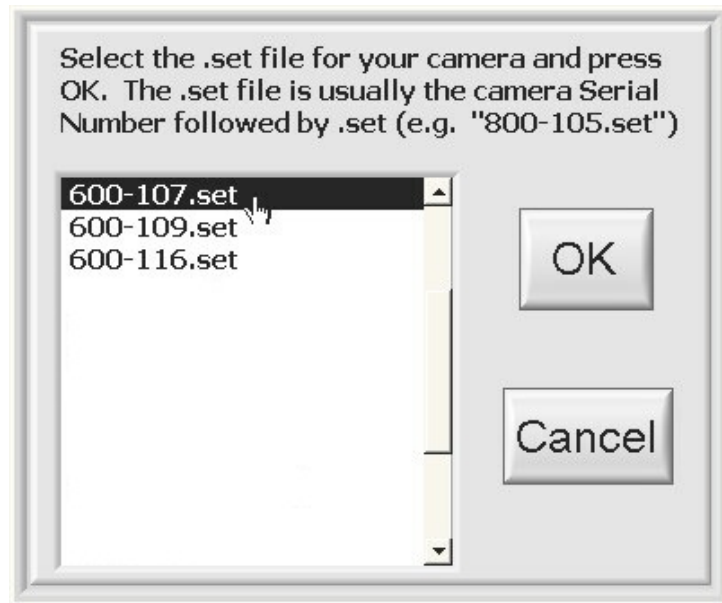 Select the .set file for your camera and press
OK. The .set file is usually the camera Serial
Number followed by .set (e.g. "800-105.set")
600-107.set
600-109.set
600-116.set
OK
Cancel